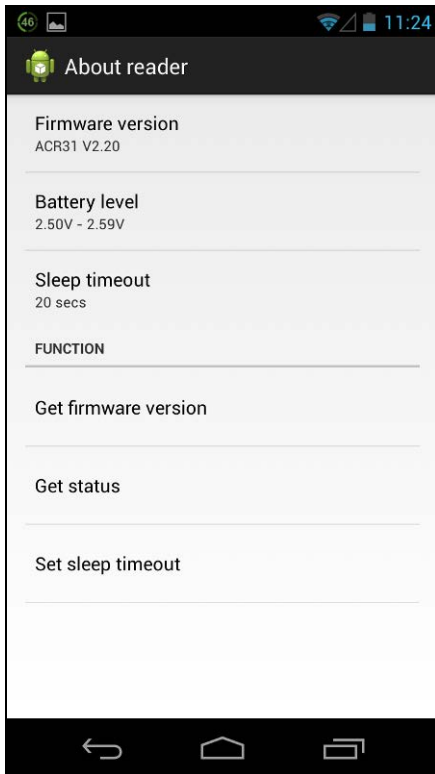 46
11:24
About reader
Firmware version
ACR31 V2.20
Battery level
2.50V - 2.59V
Sleep timeout
20 secs
FUNCTION
Get firmware version
Get status
Set sleep timeout